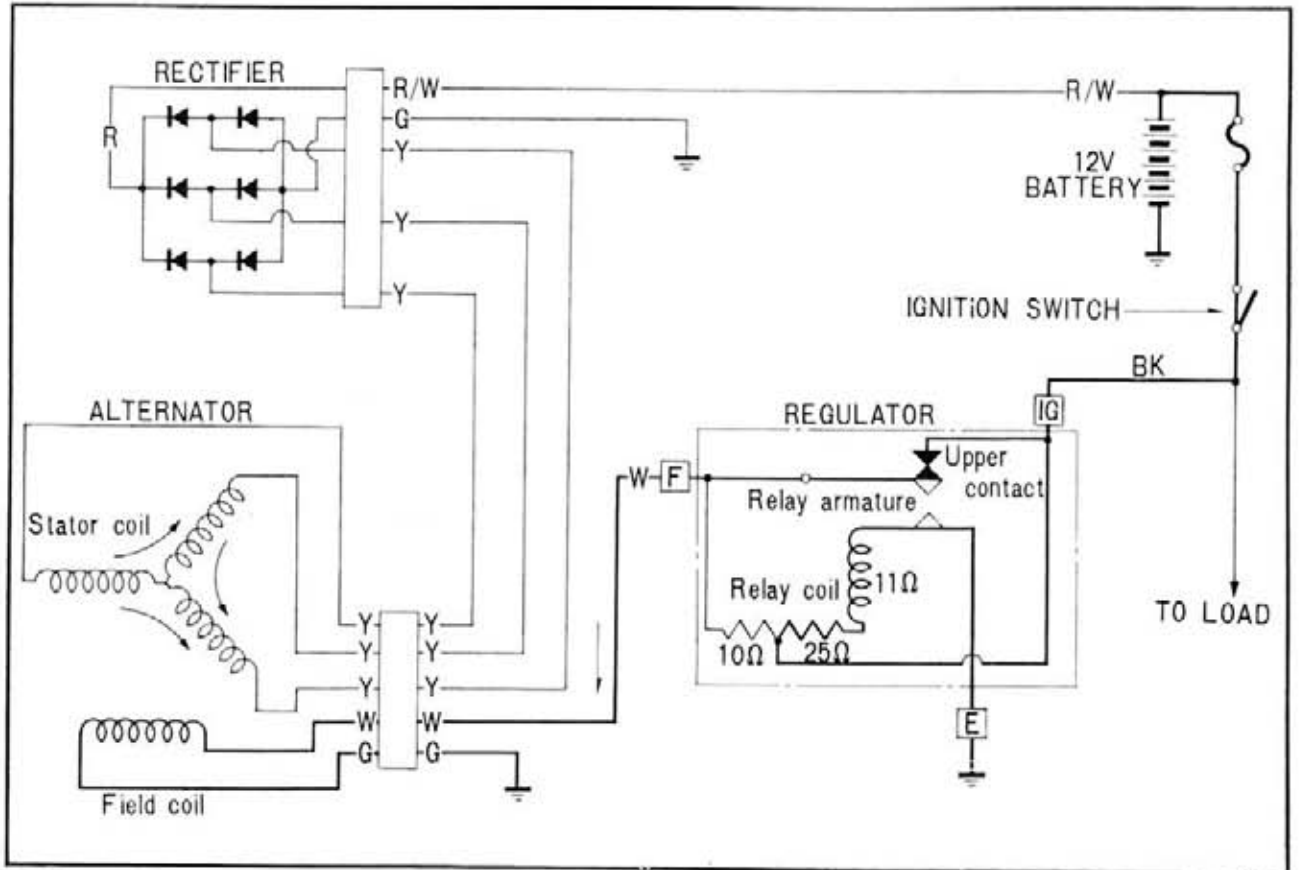 RECTIFIER
R/W
R/W
G
R
Y
Y
Y
12V
BATTERY
IGNITiON SWITCH
BK
IG
ALTERNATOR
REGULATOR
W
F
Upper
contact
Relay armature
Stator coil
Relay coil
11Ω
10Ω
25Ω
TO LOAD
Y
Y
Y
Y
Y
Y
W
W
G
G
E
Field coil